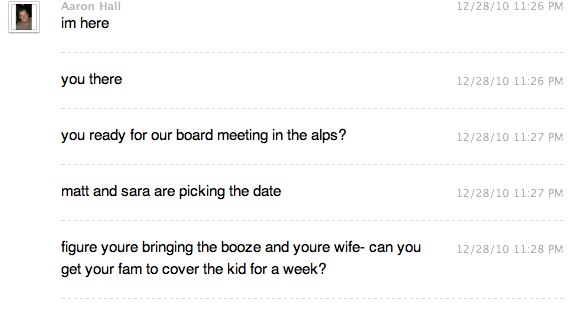 Aaron Hall 12/28/10 11:26 PM
im here
you there 12/28/10 11:26 PM
you ready for our board meeting in the alps? 12/28/10 11:27 PM
matt and sara are picking the date 12/28/10 11:27 PM
figure youre bringing the booze and youre wife- can you 12/28/10 11:28 PM
get your fam to cover the kid for a week?